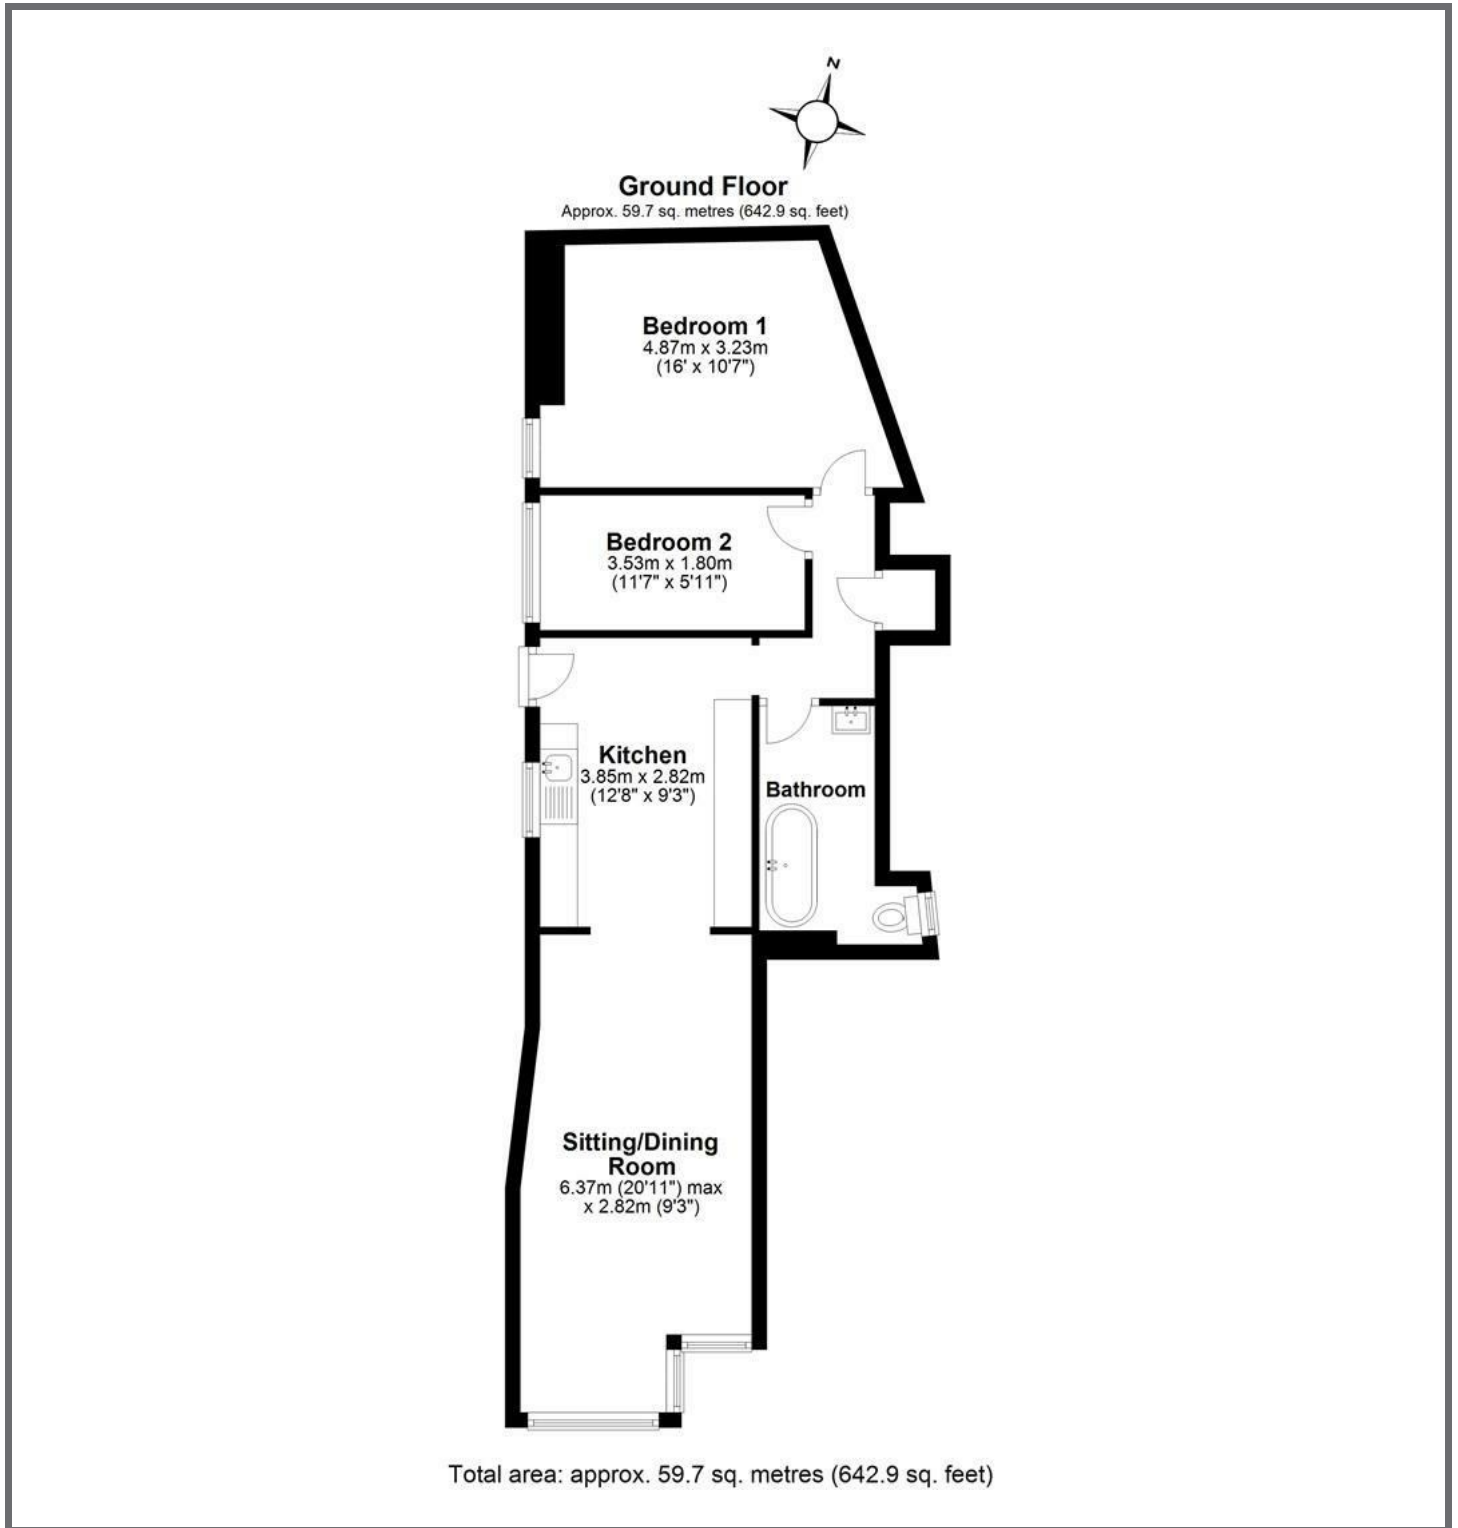 N
Ground Floor
Approx. 59.7 sq. metres (642.9 sq. feet)
Bedroom 1
4.87m x 3.23m
(16' x 10'7")
Bedroom 2
3.53m x 1.80m
(11'7" x 5'11")
Kitchen
3.85m x 2.82m
(12'8" x 9'3")
Bathroom
Sitting/Dining
Room
6.37m (20'11") max
x 2.82m (9'3")
Total area: approx. 59.7 sq. metres (642.9 sq. feet)